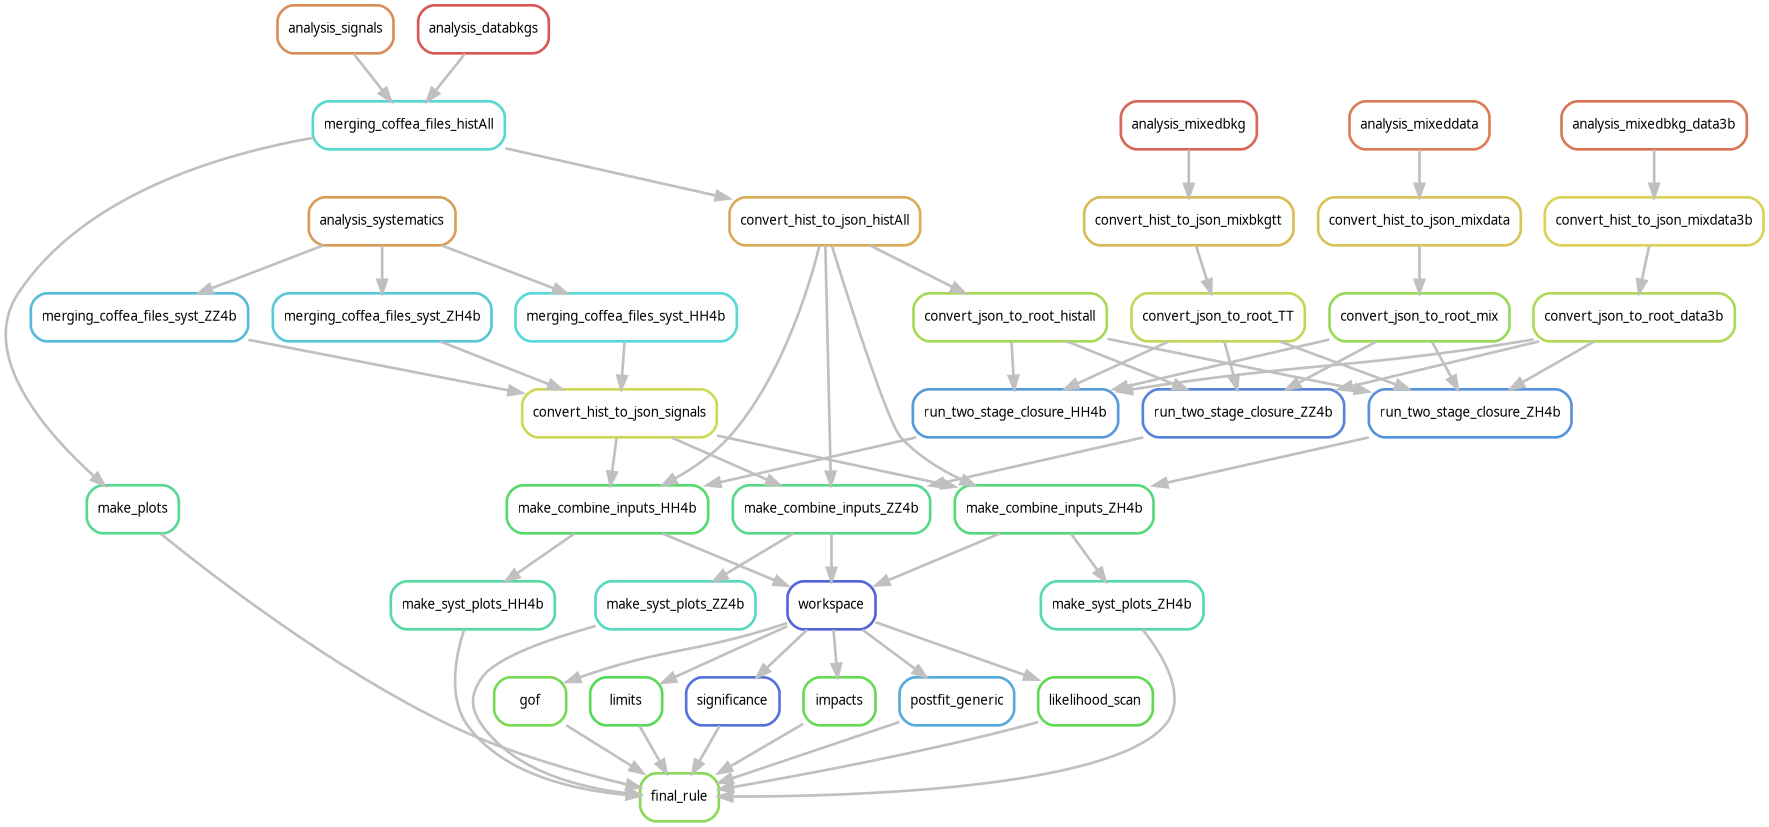 analysis_signals
analysis_databkgs
merging_coffea_files_histAll
analysis_mixedbkg
analysis_mixeddata
analysis_mixedbkg_data3b
analysis_systematics
convert_hist_to_json_histAll
convert_hist_to_json_mixbkgtt
convert_hist_to_json_mixdata
convert_hist_to_json_mixdata3b
merging_coffea_files_syst_ZZ4b
merging_coffea_files_syst_ZH4b
merging_coffea_files_syst_HH4b
convert_json_to_root_histall
convert_json_to_root_TT
convert_json_to_root_mix
convert_json_to_root_data3b
convert_hist_to_json_signals
run_two_stage_closure_HH4b
run_two_stage_closure_ZZ4b
run_two_stage_closure_ZH4b
make_plots
make_combine_inputs_HH4b
make_combine_inputs_ZZ4b
make_combine_inputs_ZH4b
make_syst_plots_HH4b
make_syst_plots_ZZ4b
workspace
make_syst_plots_ZH4b
gof
limits
significance
impacts
postfit_generic
likelihood_scan
final_rule